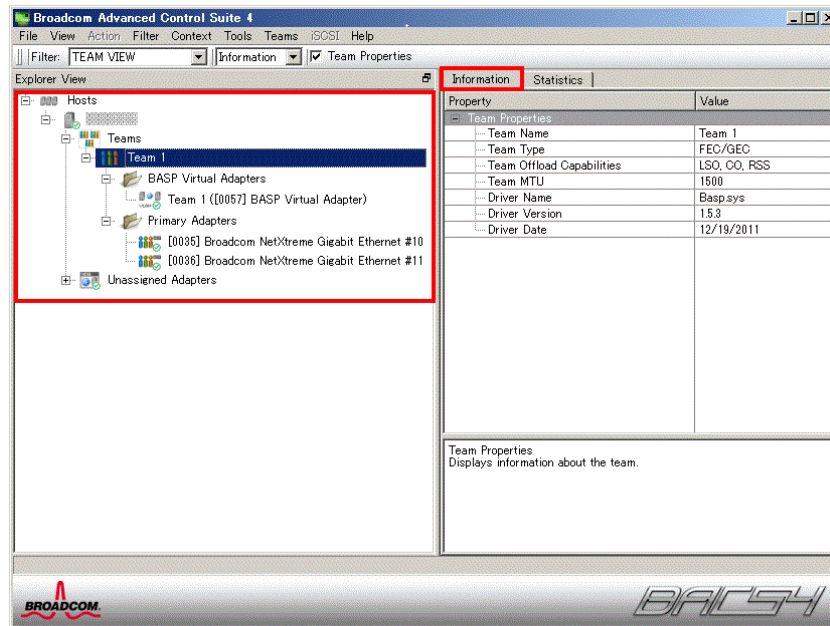 Broadcom Advanced Control Suite 4
File View Action Filter Context Tools Teams iSCSI Help
Filter: TEAM VIEW Information Team Properties
Explorer View
Hosts
Teams
Team 1
BASP Virtual Adapters
Team 1 ([0057] BASP Virtual Adapter)
Primary Adapters
[0035] Broadcom NetXtreme Gigabit Ethernet #10
[0036] Broadcom NetXtreme Gigabit Ethernet #11
Unassigned Adapters
Information Statistics
Property Value
Team Properties
Team Name Team 1
Team Type FEC/GEC
Team Offload Capabilities LSO, CO, RSS
Team MTU 1500
Driver Name Basp.sys
Driver Version 1.5.3
Driver Date 12/19/2011
Team Properties
Displays information about the team.
BROADCOM.
BACS4